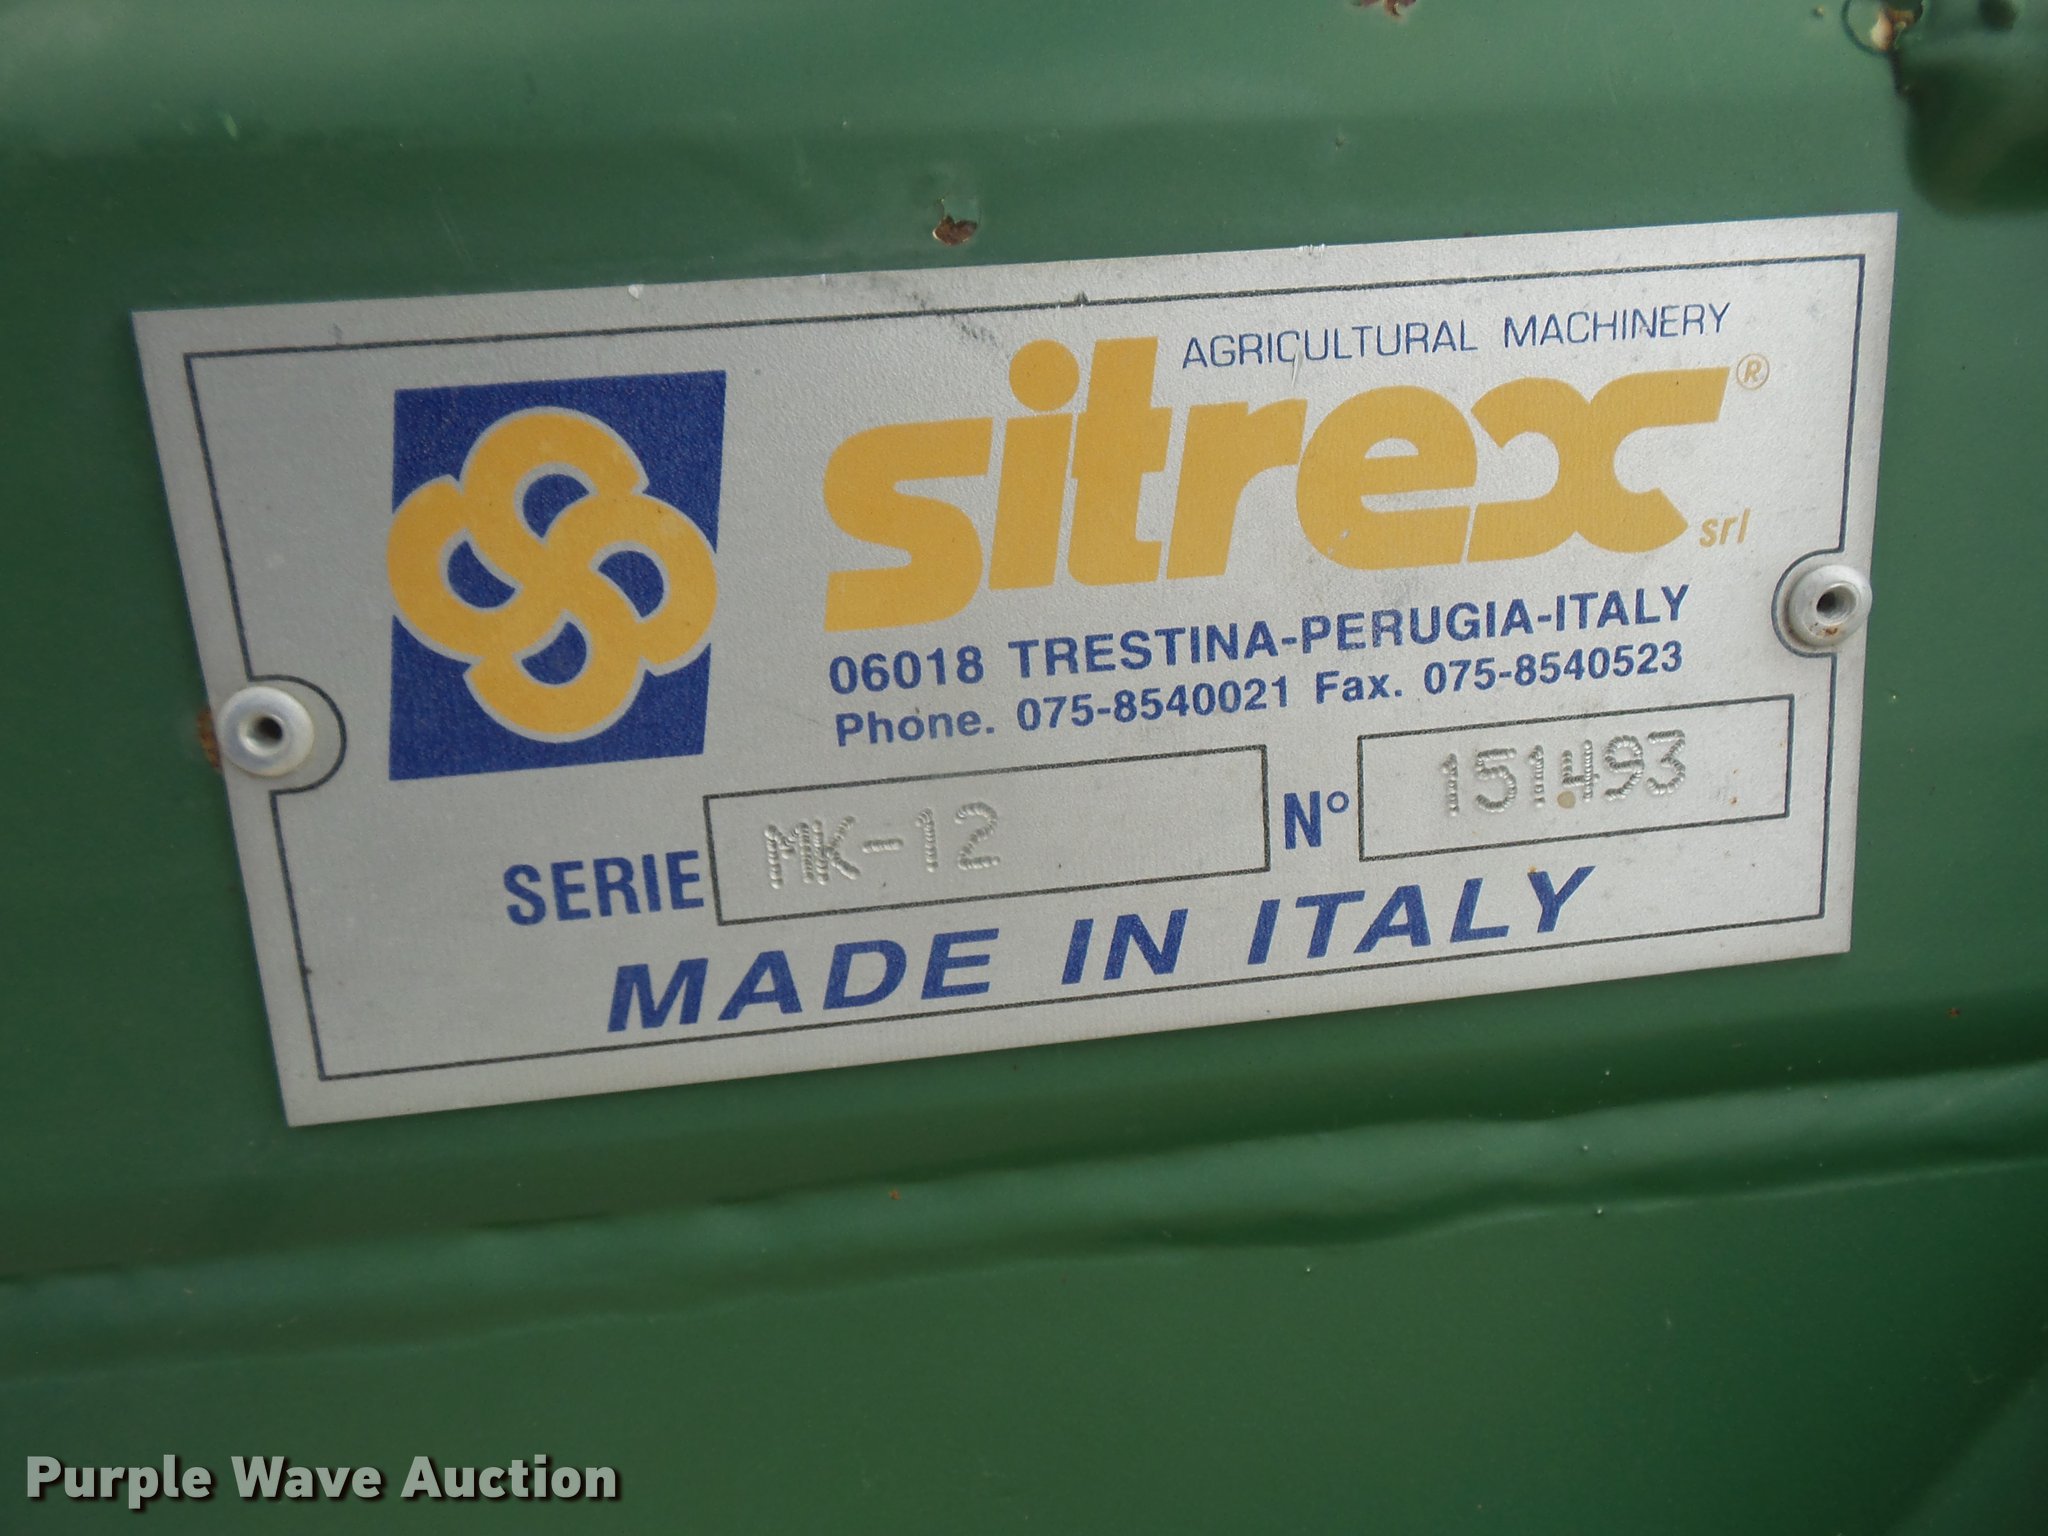 AGRICULTURAL MACHINERY
sitrex® srl
06018 TRESTINA-PERUGIA-ITALY
Phone. 075-8540021 Fax. 075-8540523
SERIE MK-12 N° 151493
MADE IN ITALY
Purple Wave Auction